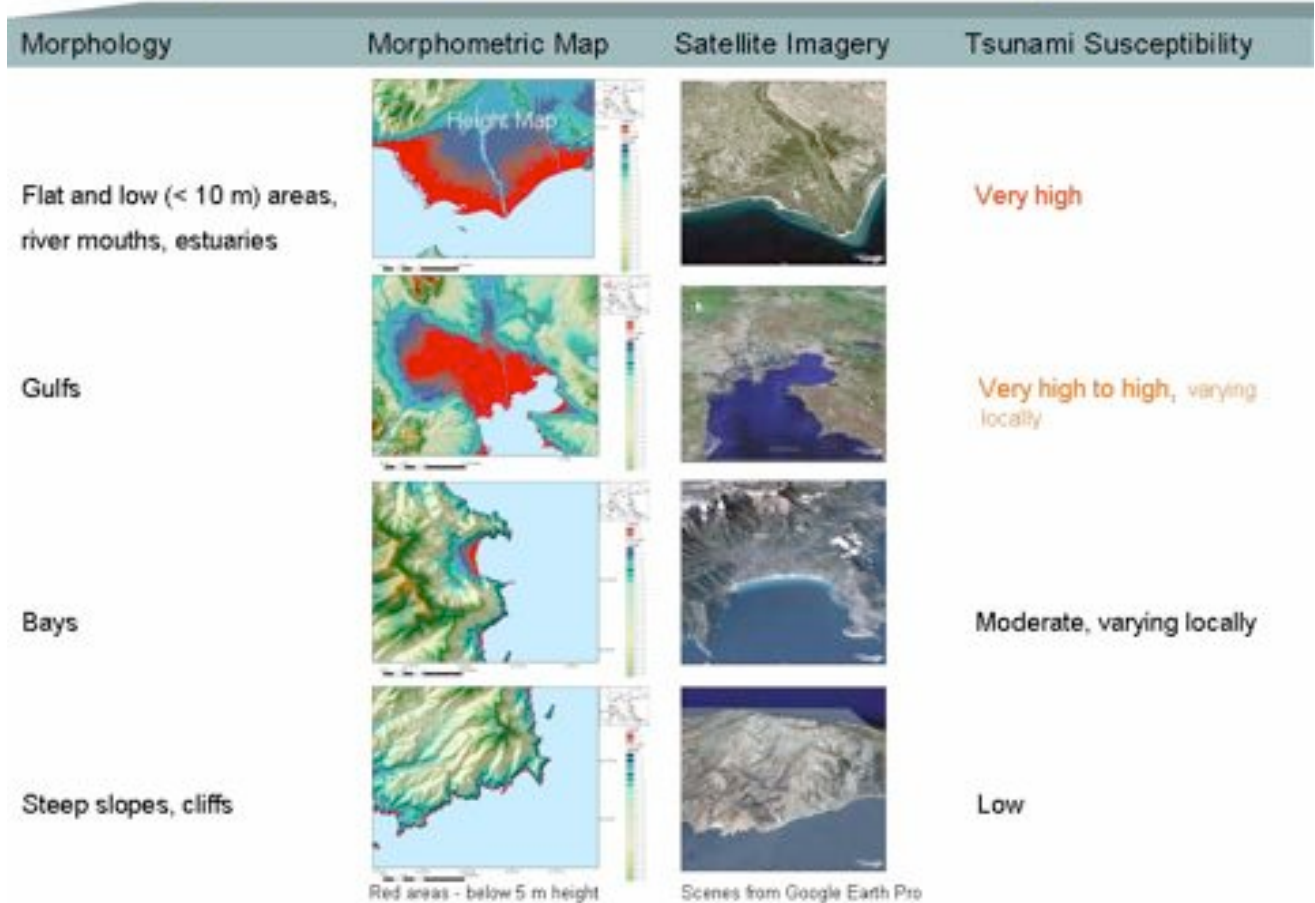 Morphology
Morphometric Map
Satellite Imagery
Tsunami Susceptibility
Height Map
Flat and low (< 10 m) areas,
river mouths, estuaries
Very high
Gulfs
Very high to high, varying
locally
Bays
Moderate, varying locally
Steep slopes, cliffs
Low
Red areas - below 5 m height
Scenes from Google Earth Pro